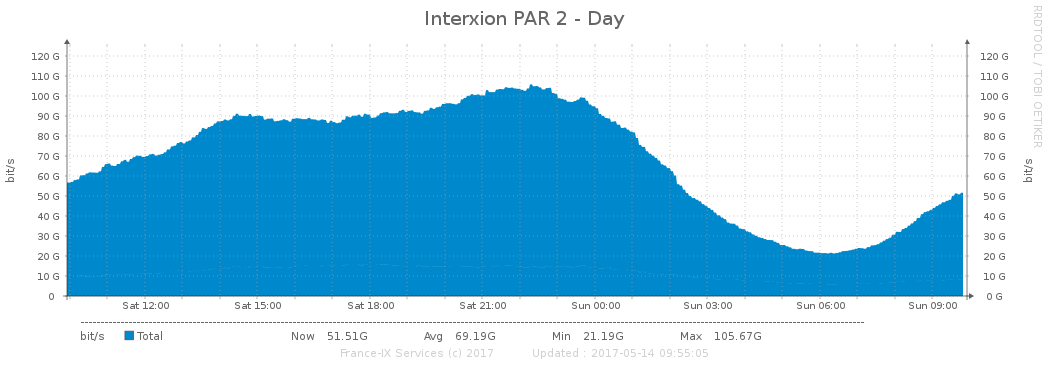 Interxion PAR 2 - Day
RRDTOOL / TOBI OETIKER
bit/s
120 G 120 G
110 G 110 G
100 G 100 G
90 G 90 G
80 G 80 G
70 G 70 G
60 G 60 G
50 G 50 G
40 G 40 G
30 G 30 G
20 G 20 G
10 G 10 G
0 0 G
bit/s
Sat 12:00 Sat 15:00 Sat 18:00 Sat 21:00 Sun 00:00 Sun 03:00 Sun 06:00 Sun 09:00
bit/s Total Now 51.51G Avg 69.19G Min 21.19G Max 105.67G
France-IX Services (c) 2017 Updated : 2017-05-14 09:55:05